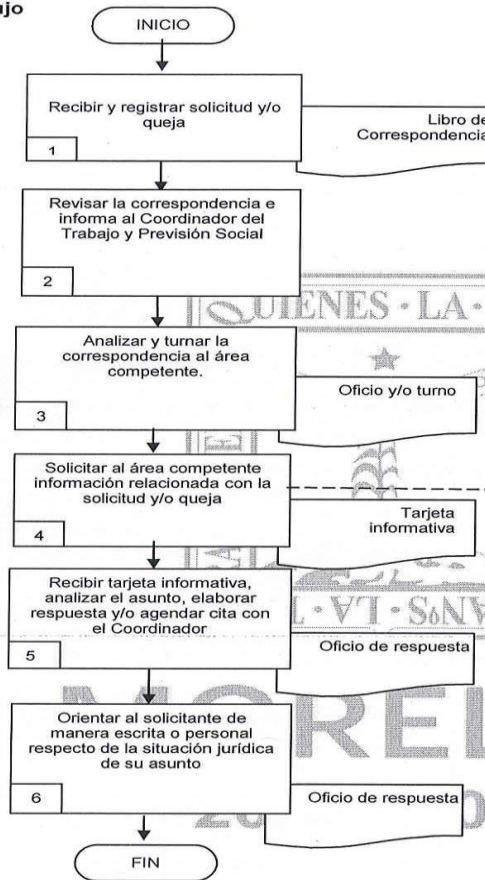 ujo
INICIO
Recibir y registrar solicitud y/o
queja
1
Libro de
Correspondencia
Revisar la correspondencia e
informa al Coordinador del
Trabajo y Previsión Social
2
QUIENES · LA ·
Analizar y turnar la
correspondencia al área
competente.
3
Oficio y/o turno
Solicitar al área competente
información relacionada con la
solicitud y/o queja
4
Tarjeta
informativa
Recibir tarjeta informativa,
analizar el asunto, elaborar
respuesta y/o agendar cita con
el Coordinador
5
Oficio de respuesta
Orientar al solicitante de
manera escrita o personal
respecto de la situación jurídica
de su asunto
6
Oficio de respuesta
FIN